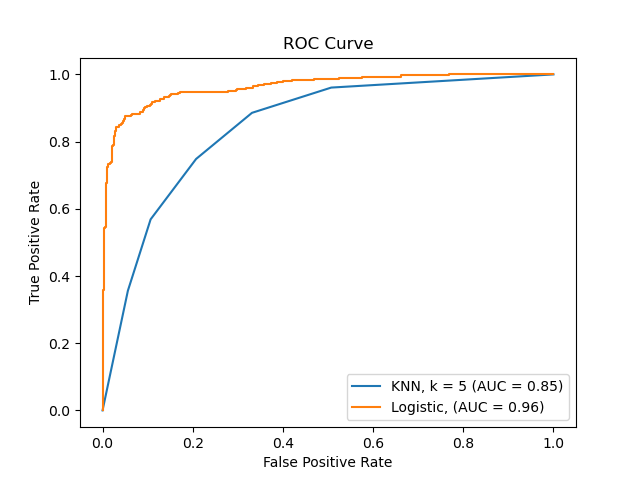 ROC Curve
1.0
0.8
0.6
0.4
0.2
0.0
True Positive Rate
KNN, k = 5 (AUC = 0.85)
Logistic, (AUC = 0.96)
0.0 0.2 0.4 0.6 0.8 1.0
False Positive Rate